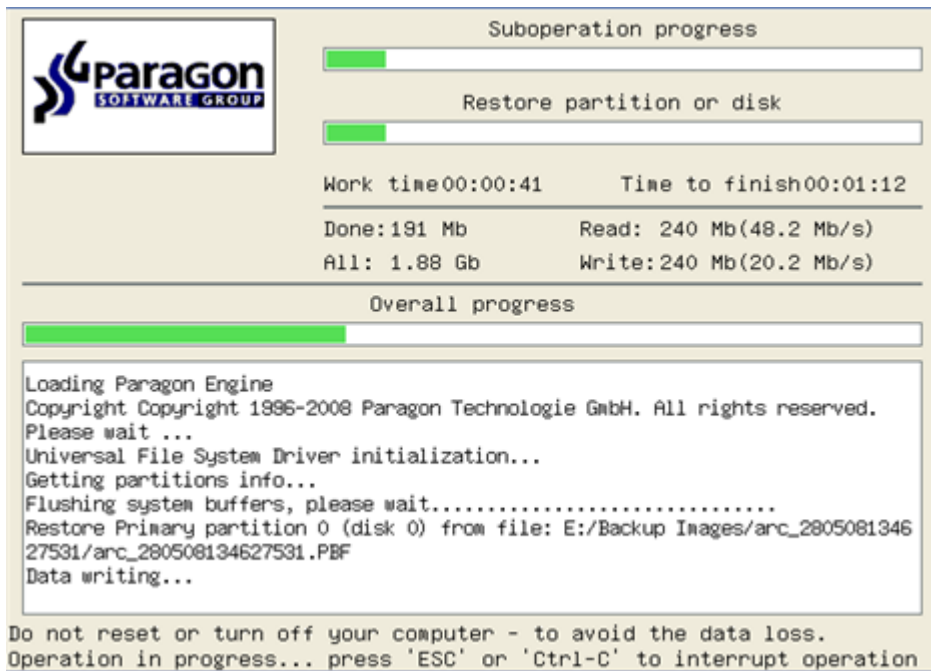 Paragon
SOFTWARE GROUP
Suboperation progress
Restore partition or disk
Work time00:00:41 Time to finish00:01:12
Done:191 Mb Read: 240 Mb(48.2 Mb/s)
All: 1.88 Gb Write:240 Mb(20.2 Mb/s)
Overall progress
Loading Paragon Engine
Copyright Copyright 1996-2008 Paragon Technologie GmbH. All rights reserved.
Please wait ...
Universal File System Driver initialization...
Getting partitions info...
Flushing system buffers, please wait...............................
Restore Primary partition 0 (disk 0) from file: E:/Backup Images/arc_2805081346
27531/arc_280508134627531.PBF
Data writing...
Do not reset or turn off your computer - to avoid the data loss.
Operation in progress... press 'ESC' or 'Ctrl-C' to interrupt operation